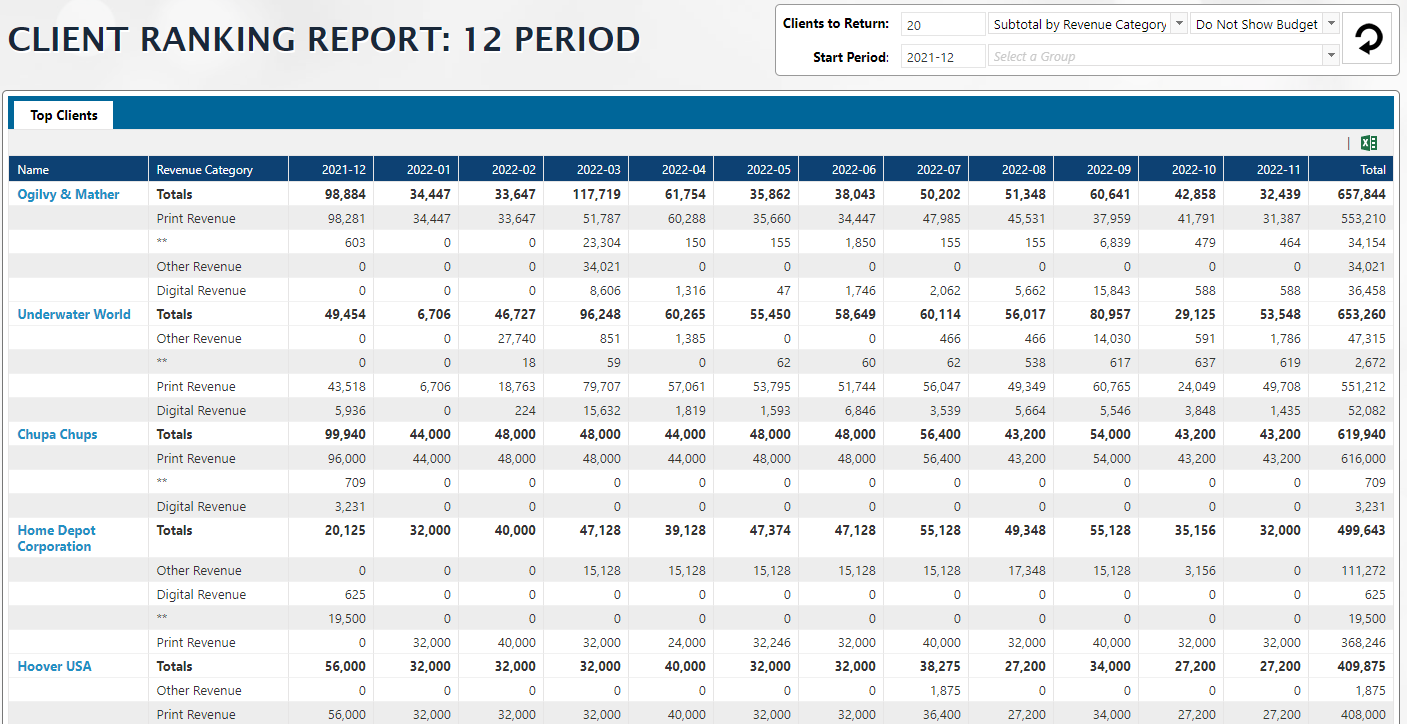 CLIENT RANKING REPORT: 12 PERIOD
Clients to Return: 20 Subtotal by Revenue Category Do Not Show Budget
Start Period: 2021-12 Select a Group
Top Clients
Name Revenue Category 2021-12 2022-01 2022-02 2022-03 2022-04 2022-05 2022-06 2022-07 2022-08 2022-09 2022-10 2022-11 Total
Ogilvy & Mather Totals 98,884 34,447 33,647 117,719 61,754 35,862 38,043 50,202 51,348 60,641 42,858 32,439 657,844
Print Revenue 98,281 34,447 33,647 51,787 60,288 35,660 34,447 47,985 45,531 37,959 41,791 31,387 553,210
** 603 0 0 23,304 150 155 1,850 155 155 6,839 479 464 34,154
Other Revenue 0 0 0 34,021 0 0 0 0 0 0 0 0 34,021
Digital Revenue 0 0 0 8,606 1,316 47 1,746 2,062 5,662 15,843 588 588 36,458
Underwater World Totals 49,454 6,706 46,727 96,248 60,265 55,450 58,649 60,114 56,017 80,957 29,125 53,548 653,260
Other Revenue 0 0 27,740 851 1,385 0 0 466 466 14,030 591 1,786 47,315
** 0 0 18 59 0 62 60 62 538 617 637 619 2,672
Print Revenue 43,518 6,706 18,763 79,707 57,061 53,795 51,744 56,047 49,349 60,765 24,049 49,708 551,212
Digital Revenue 5,936 0 224 15,632 1,819 1,593 6,846 3,539 5,664 5,546 3,848 1,435 52,082
Chupa Chups Totals 99,940 44,000 48,000 48,000 44,000 48,000 48,000 56,400 43,200 54,000 43,200 43,200 619,940
Print Revenue 96,000 44,000 48,000 48,000 44,000 48,000 48,000 56,400 43,200 54,000 43,200 43,200 616,000
** 709 0 0 0 0 0 0 0 0 0 0 0 709
Digital Revenue 3,231 0 0 0 0 0 0 0 0 0 0 0 3,231
Home Depot Totals 20,125 32,000 40,000 47,128 39,128 47,374 47,128 55,128 49,348 55,128 35,156 32,000 499,643
Corporation
Other Revenue 0 0 0 15,128 15,128 15,128 15,128 15,128 17,348 15,128 3,156 0 111,272
Digital Revenue 625 0 0 0 0 0 0 0 0 0 0 0 625
** 19,500 0 0 0 0 0 0 0 0 0 0 0 19,500
Print Revenue 0 32,000 40,000 32,000 24,000 32,246 32,000 40,000 32,000 40,000 32,000 32,000 368,246
Hoover USA Totals 56,000 32,000 32,000 32,000 40,000 32,000 32,000 38,275 27,200 34,000 27,200 27,200 409,875
Other Revenue 0 0 0 0 0 0 0 1,875 0 0 0 0 1,875
Print Revenue 56,000 32,000 32,000 32,000 40,000 32,000 32,000 36,400 27,200 34,000 27,200 27,200 408,000